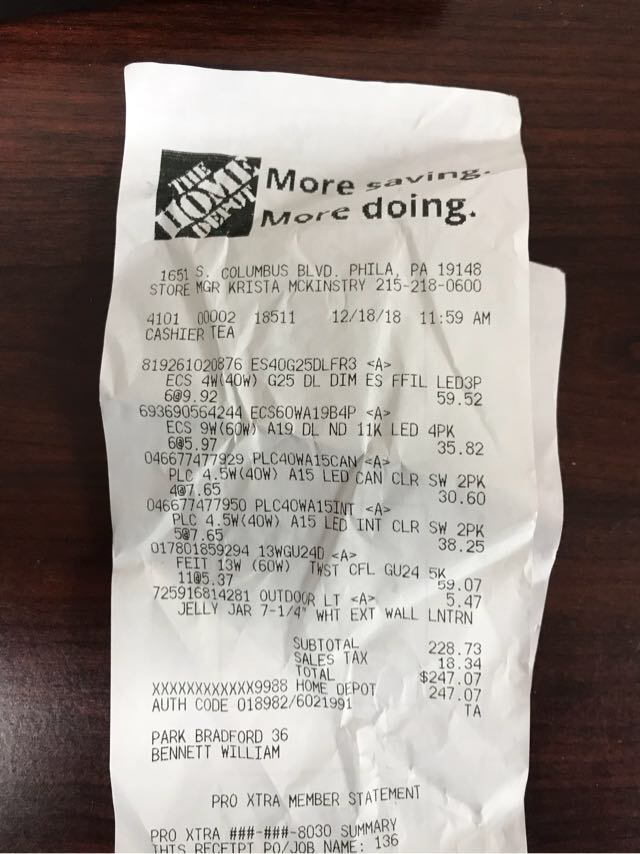 THE HOME DEPOT
More saving.
More doing.
1651 S. COLUMBUS BLVD. PHILA, PA 19148
STORE MGR KRISTA MCKINSTRY 215-218-0600
4101 00002 18511 12/18/18 11:59 AM
CASHIER TEA
819261020876 ES40G25DLFR3 <A>
ECS 4W(40W) G25 DL DIM ES FFIL LED3P
6@9.92 59.52
693690564244 ECS60WA19B4P <A>
ECS 9W(60W) A19 DL ND 11K LED 4PK
6@5.97 35.82
046677477929 PLC40WA15CAN <A>
PLC 4.5W(40W) A15 LED CAN CLR SW 2PK
4@7.65 30.60
046677477950 PLC40WA15INT <A>
PLC 4.5W(40W) A15 LED INT CLR SW 2PK
5@7.65 38.25
017801859294 13WGU24D <A>
FEIT 13W (60W) TWST CFL GU24 5K
11@5.37 59.07
725916814281 OUTDOOR LT <A> 5.47
JELLY JAR 7-1/4" WHT EXT WALL LNTRN
SUBTOTAL 228.73
SALES TAX 18.34
TOTAL $247.07
XXXXXXXXXXXX9988 HOME DEPOT 247.07
AUTH CODE 018982/6021991 TA
PARK BRADFORD 36
BENNETT WILLIAM
PRO XTRA MEMBER STATEMENT
PRO XTRA ###-###-8030 SUMMARY
THIS RECEIPT PO/JOB NAME: 136